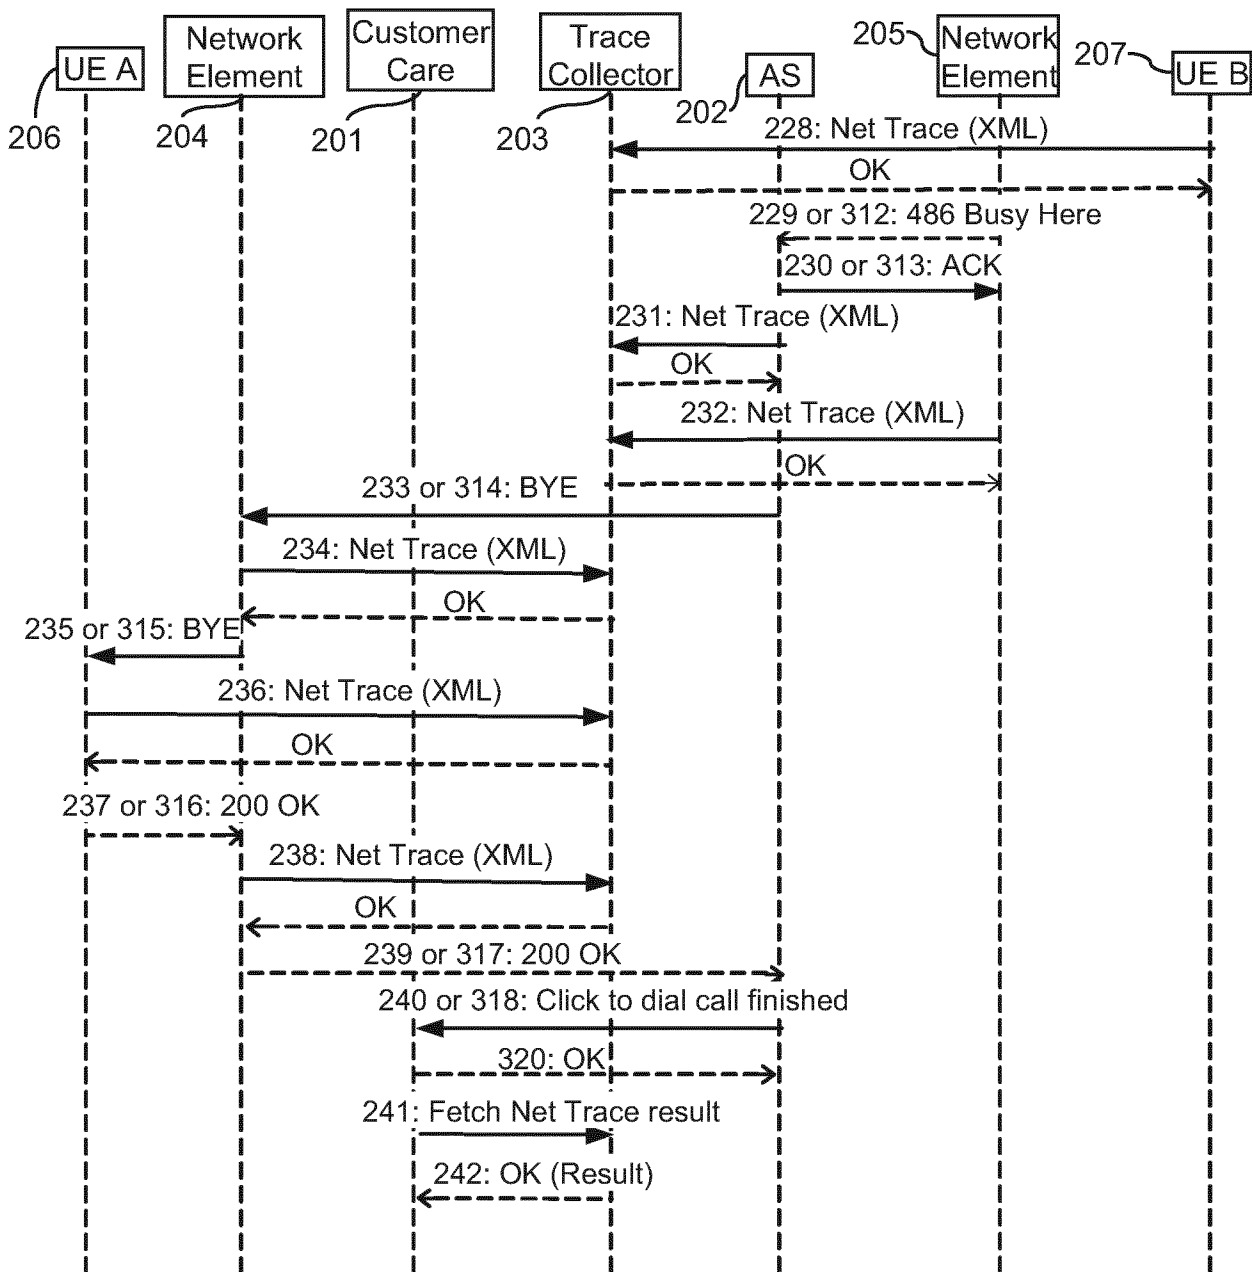 UE A
Network
Element
Customer
Care
Trace
Collector
AS
205
Network
Element
207
UE B
206
204
201
203
202
228: Net Trace (XML)
OK
229 or 312: 486 Busy Here
230 or 313: ACK
231: Net Trace (XML)
OK
232: Net Trace (XML)
OK
233 or 314: BYE
234: Net Trace (XML)
OK
235 or 315: BYE
236: Net Trace (XML)
OK
237 or 316: 200 OK
238: Net Trace (XML)
OK
239 or 317: 200 OK
240 or 318: Click to dial call finished
320: OK
241: Fetch Net Trace result
242: OK (Result)